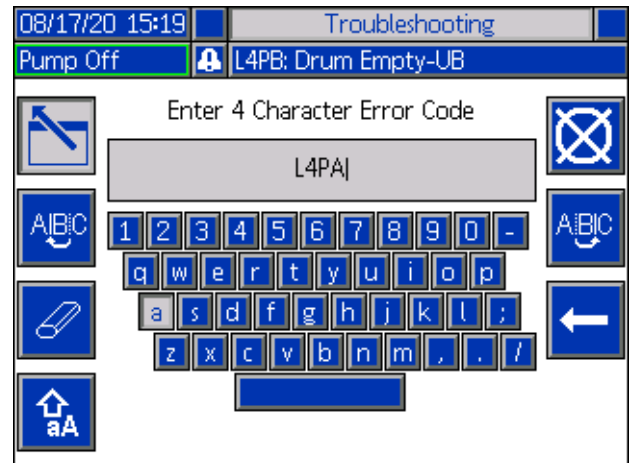 08/17/20 15:19 Troubleshooting
Pump Off L4PB: Drum Empty-UB
Enter 4 Character Error Code
L4PA
ABC ABC
1 2 3 4 5 6 7 8 9 0 -
q w e r t y u i o p
a s d f g h j k l ;
z x c v b n m , . /
aA